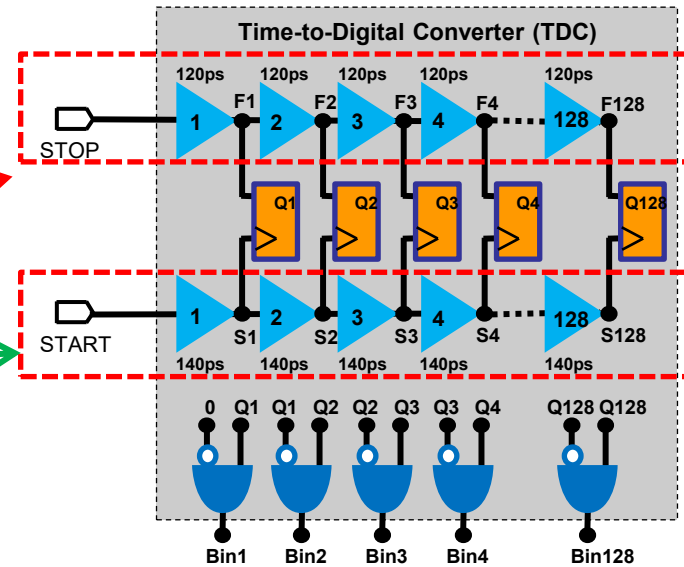 Time-to-Digital Converter (TDC)
120ps 120ps 120ps 120ps 120ps
F1 F2 F3 F4 F128
1 2 3 4 128
STOP
Q1 Q2 Q3 Q4 Q128
1 2 3 4 128
START
S1 S2 S3 S4 S128
140ps 140ps 140ps 140ps 140ps
0 Q1 Q1 Q2 Q2 Q3 Q3 Q4 Q128 Q128
Bin1 Bin2 Bin3 Bin4 Bin128